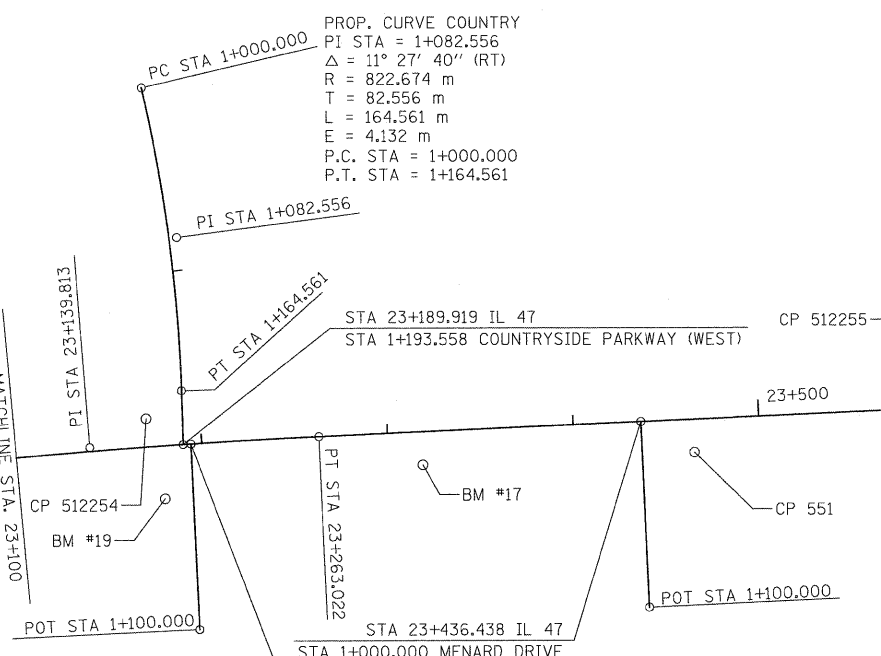 PROP. CURVE COUNTRY
PI STA = 1+082.556
Δ = 11° 27' 40" (RT)
R = 822.674 m
T = 82.556 m
L = 164.561 m
E = 4.132 m
P.C. STA = 1+000.000
P.T. STA = 1+164.561
PC STA 1+000.000
PI STA 1+082.556
PI STA 23+139.813
PT STA 1+164.561
STA 23+189.919 IL 47
STA 1+193.558 COUNTRYSIDE PARKWAY (WEST)
CP 512255
23+500
MATCHLINE STA. 23+100
CP 512254
BM #19
PT STA 23+263.022
BM #17
CP 551
POT STA 1+100.000
POT STA 1+100.000
STA 23+436.438 IL 47
STA 1+000.000 MENARD DRIVE